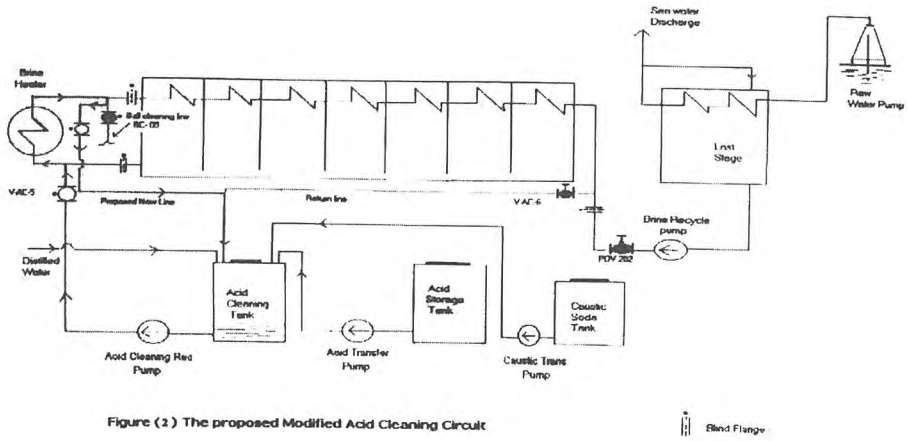 Sea water
Discharge
Brine
Heater
Raw
Water Pump
Ball cleaning line
BC-05
Last
Stage
VAC-5
Proposed New Line
Return line
VAC-6
Brine Recycle
pump
Distilled
Water
PDV 202
Acid
Cleaning
Tank
Acid
Storage
Tank
Caustic
Soda
Tank
Acid Cleaning Rec
Pump
Acid Transfer
Pump
Caustic Trans
Pump
Figure (2) The proposed Modified Acid Cleaning Circuit
Blind Flange